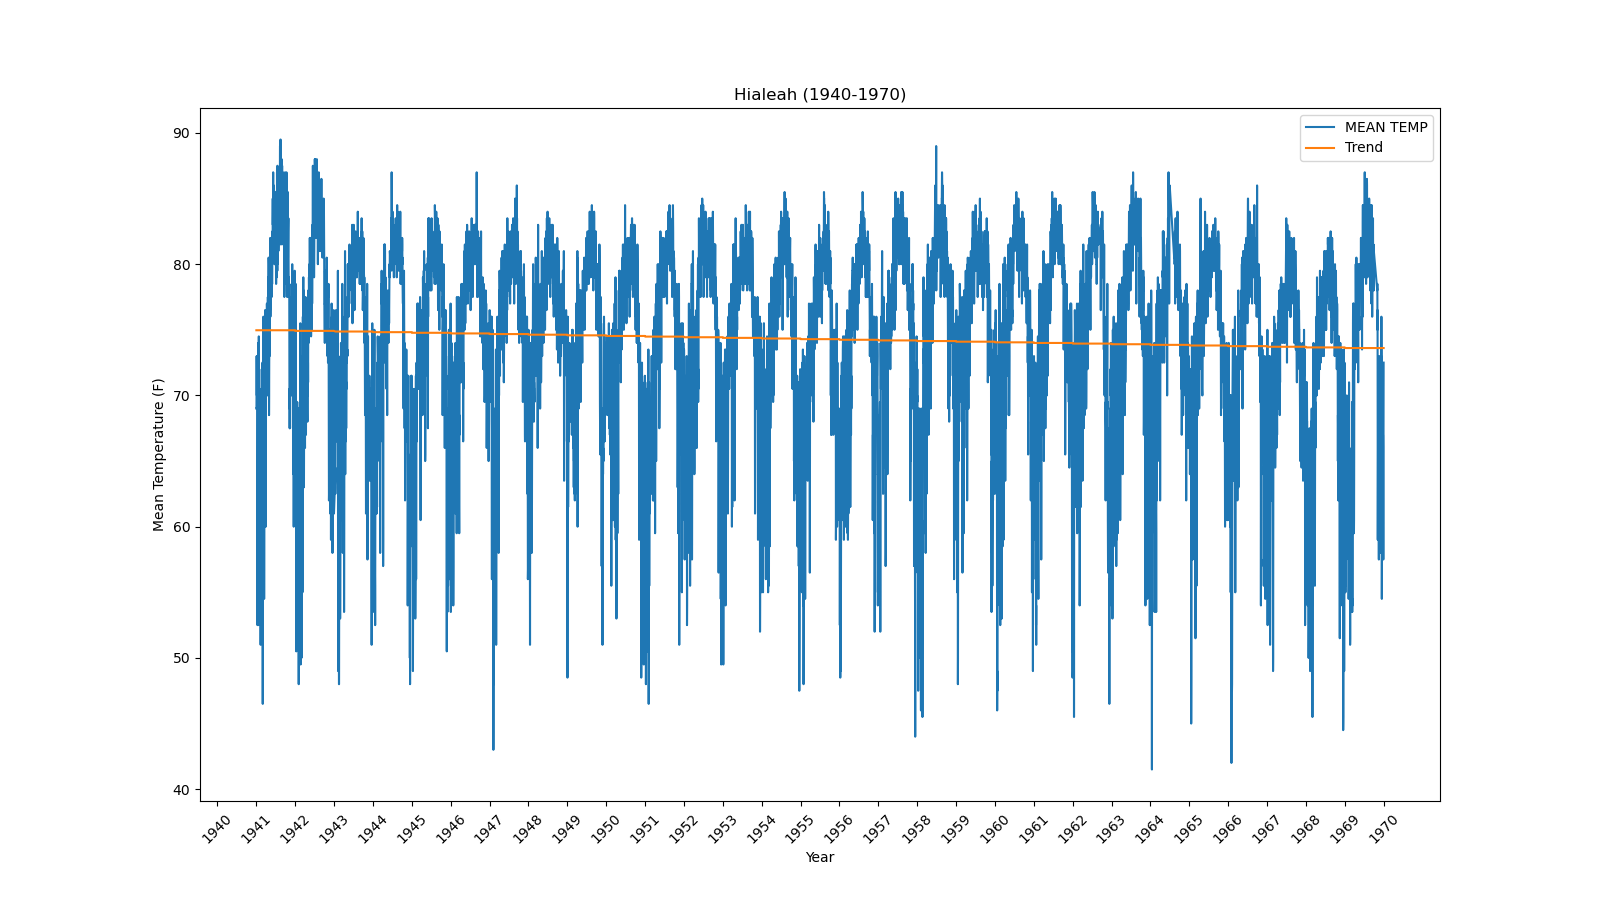 Hialeah (1940-1970)
MEAN TEMP
Trend
90
80
70
60
50
40
Mean Temperature (F)
1940 1941 1942 1943 1944 1945 1946 1947 1948 1949 1950 1951 1952 1953 1954 1955 1956 1957 1958 1959 1960 1961 1962 1963 1964 1965 1966 1967 1968 1969 1970
Year